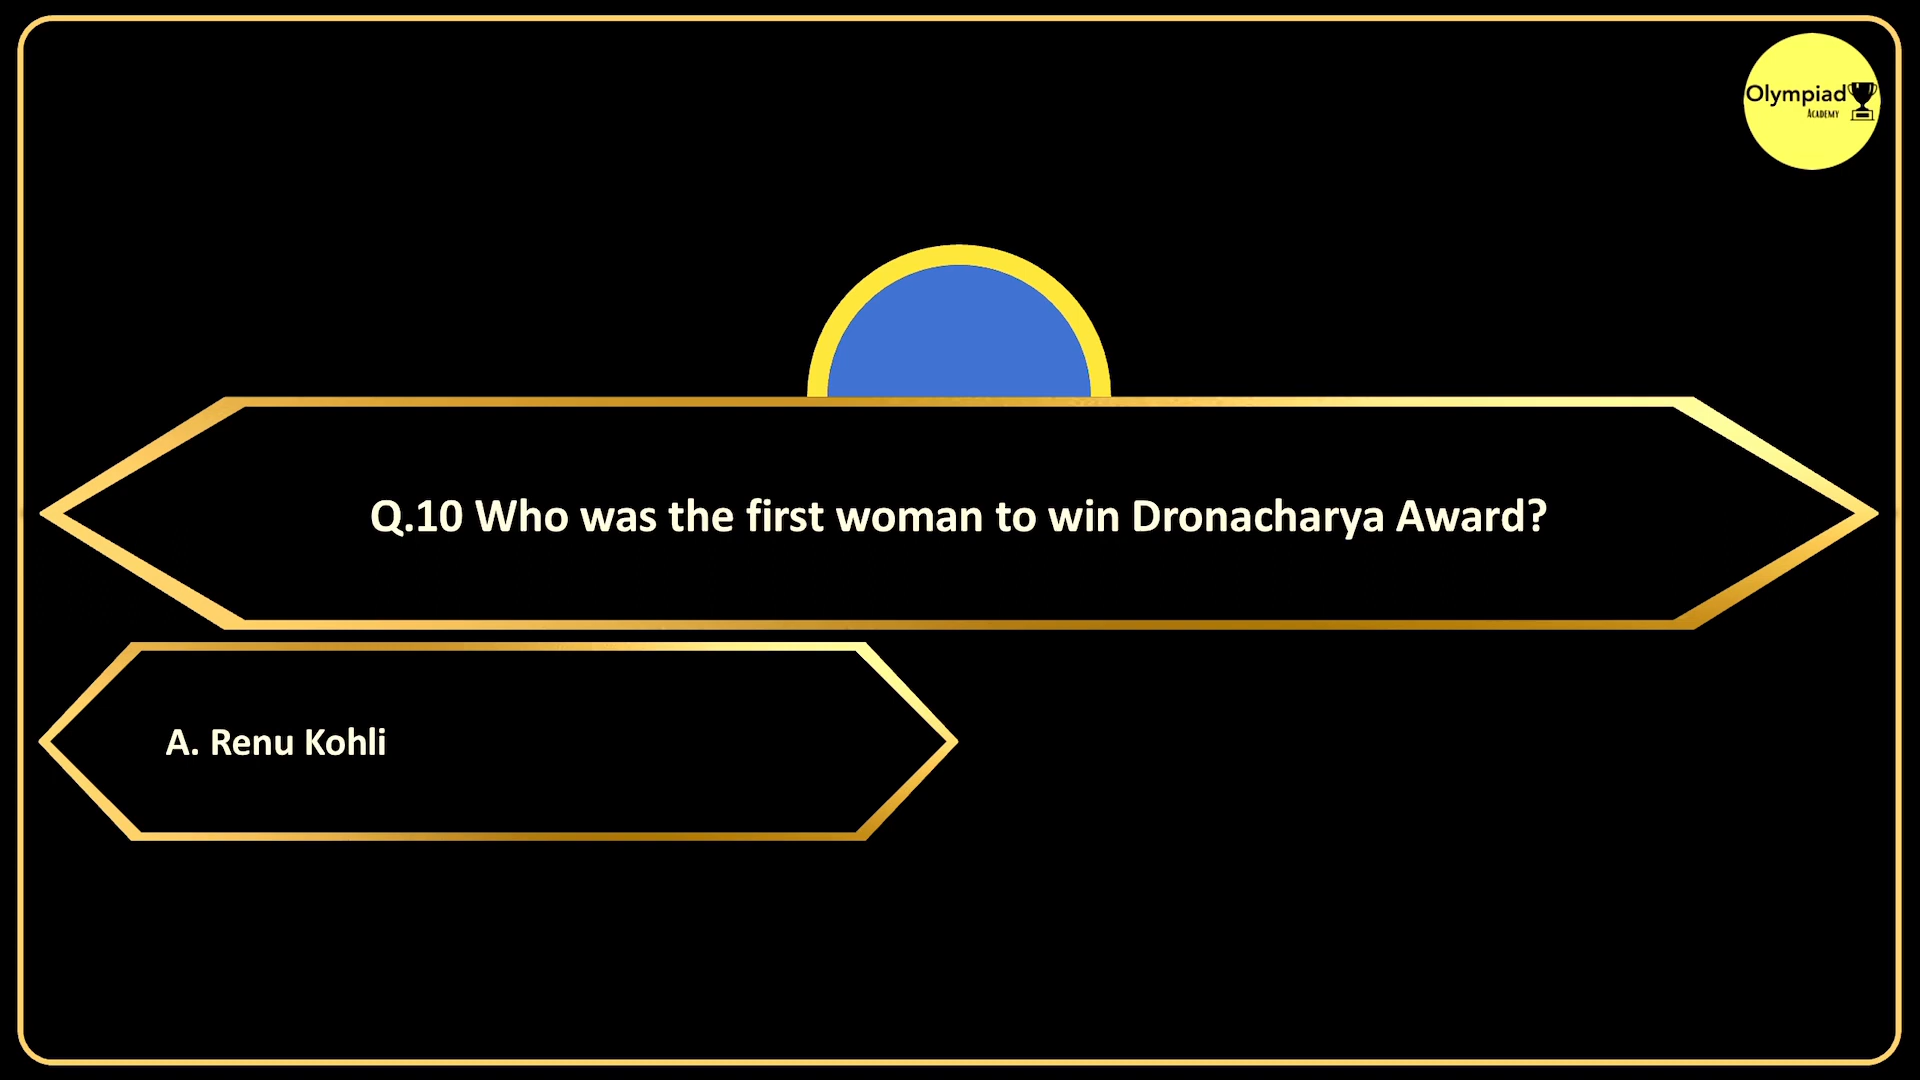 Olympiad
Academy
Q.10 Who was the first woman to win Dronacharya Award?
A. Renu Kohli